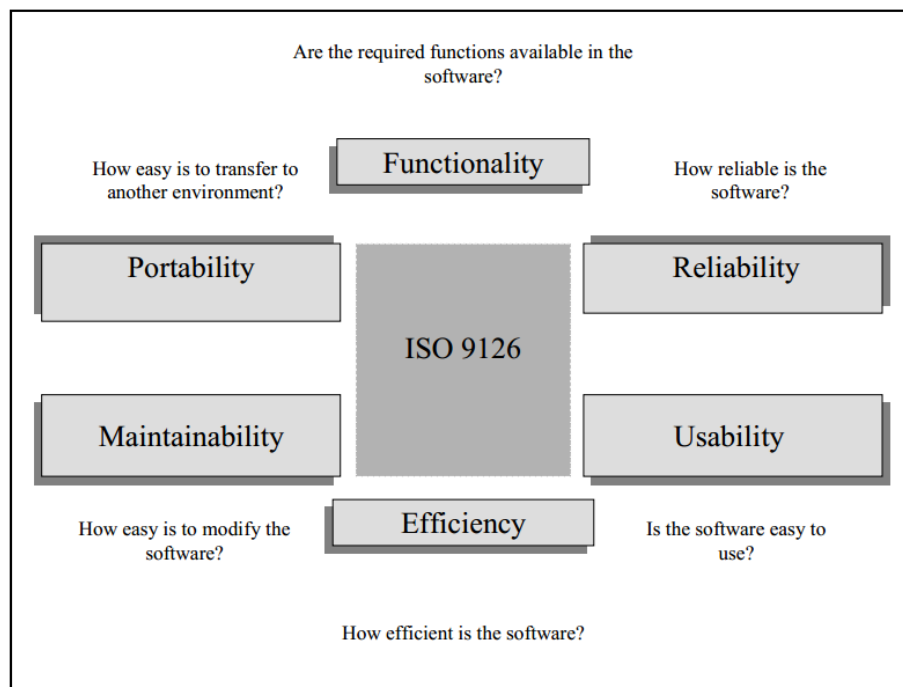 Are the required functions available in the
software?
Functionality
How easy is to transfer to
another environment?
How reliable is the
software?
Portability
Reliability
ISO 9126
Maintainability
Usability
Efficiency
How easy is to modify the
software?
Is the software easy to
use?
How efficient is the software?